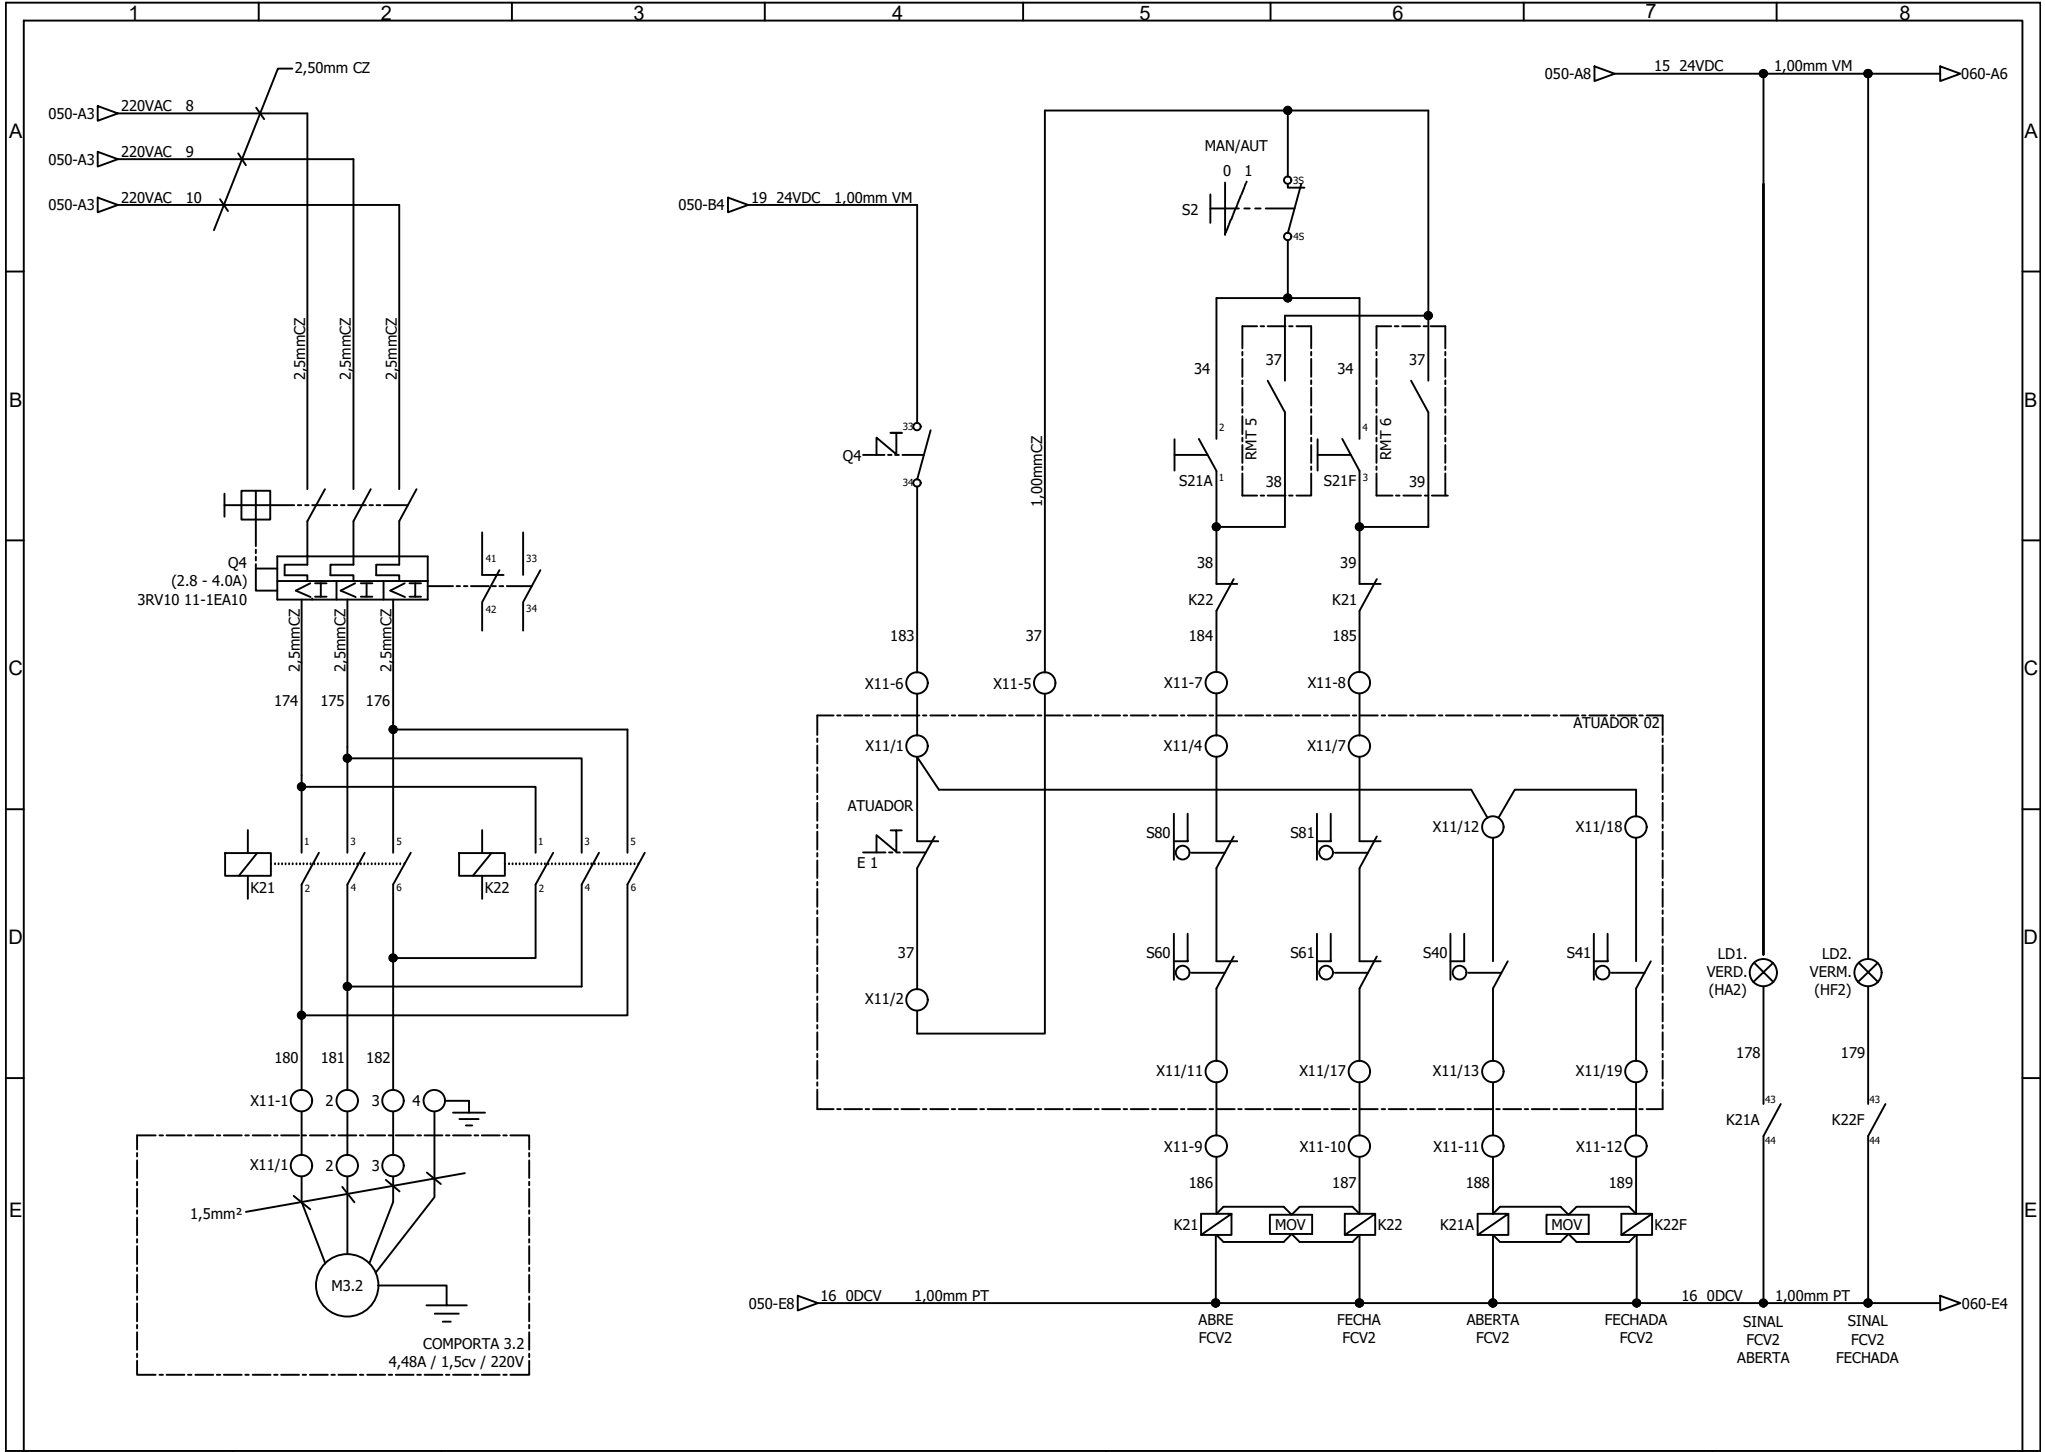 1 2 3 4 5 6 7 8
A
B
C
D
E
A
B
C
D
E
2,50mm CZ
050-A3 220VAC 8
050-A3 220VAC 9
050-A3 220VAC 10
2,5mmCZ
2,5mmCZ
2,5mmCZ
Q4
(2.8 - 4.0A)
3RV10 11-1EA10
41 33
42 34
2,5mmCZ
2,5mmCZ
2,5mmCZ
174 175 176
1 3 5
K21
2 4 6
1 3 5
K22
2 4 6
180 181 182
X11-1 2 3 4
X11/1 2 3
1,5mm²
M3.2
COMPORTA 3.2
4,48A / 1,5cv / 220V
050-B4 19 24VDC 1,00mm VM
33
Q4
34
183
X11-6
1,00mmCZ
37
X11-5
MAN/AUT
0 1
3S
S2
4S
34
2
S21A 1
37
RMT 5
38
34
4
S21F 3
37
RMT 6
39
38
K22
184
X11-7
39
K21
185
X11-8
ATUADOR 02
X11/1
ATUADOR
E 1
37
X11/2
X11/4
S80
S60
X11/11
X11/7
S81
S61
X11/17
X11/12
S40
X11/13
X11/18
S41
X11/19
X11-9
186
X11-10
187
X11-11
188
X11-12
189
K21 MOV K22
K21A MOV K22F
050-E8 16 0DCV 1,00mm PT
16 0DCV 1,00mm PT 060-E4
ABRE
FCV2
FECHA
FCV2
ABERTA
FCV2
FECHADA
FCV2
050-A8 15 24VDC 1,00mm VM 060-A6
LD1.
VERD.
(HA2)
178
43
K21A
44
LD2.
VERM.
(HF2)
179
43
K22F
44
SINAL
FCV2
ABERTA
SINAL
FCV2
FECHADA